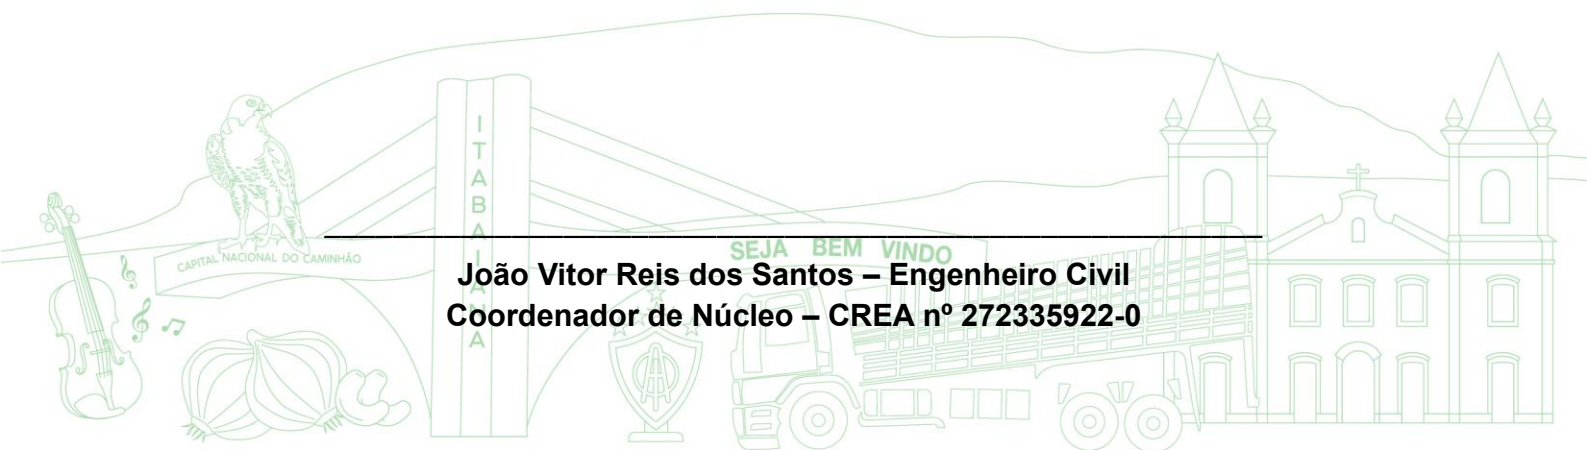 ITABAIANA
CAPITAL NACIONAL DO CAMINHÃO
SEJA BEM VINDO
João Vitor Reis dos Santos – Engenheiro Civil
Coordenador de Núcleo – CREA nº 272335922-0